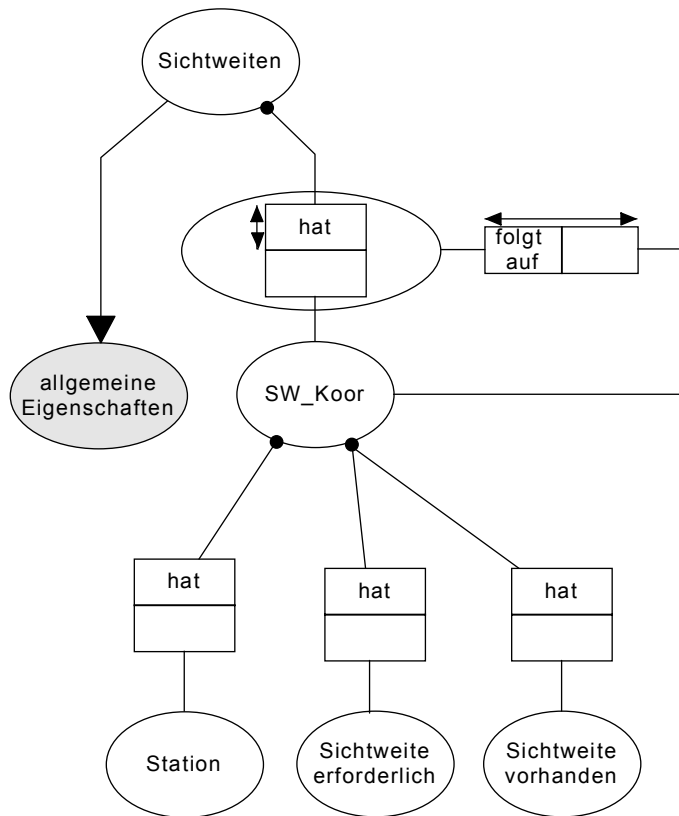 Sichtweiten
hat
folgt
auf
allgemeine
Eigenschaften
SW_Koor
hat
hat
hat
Station
Sichtweite
erforderlich
Sichtweite
vorhanden